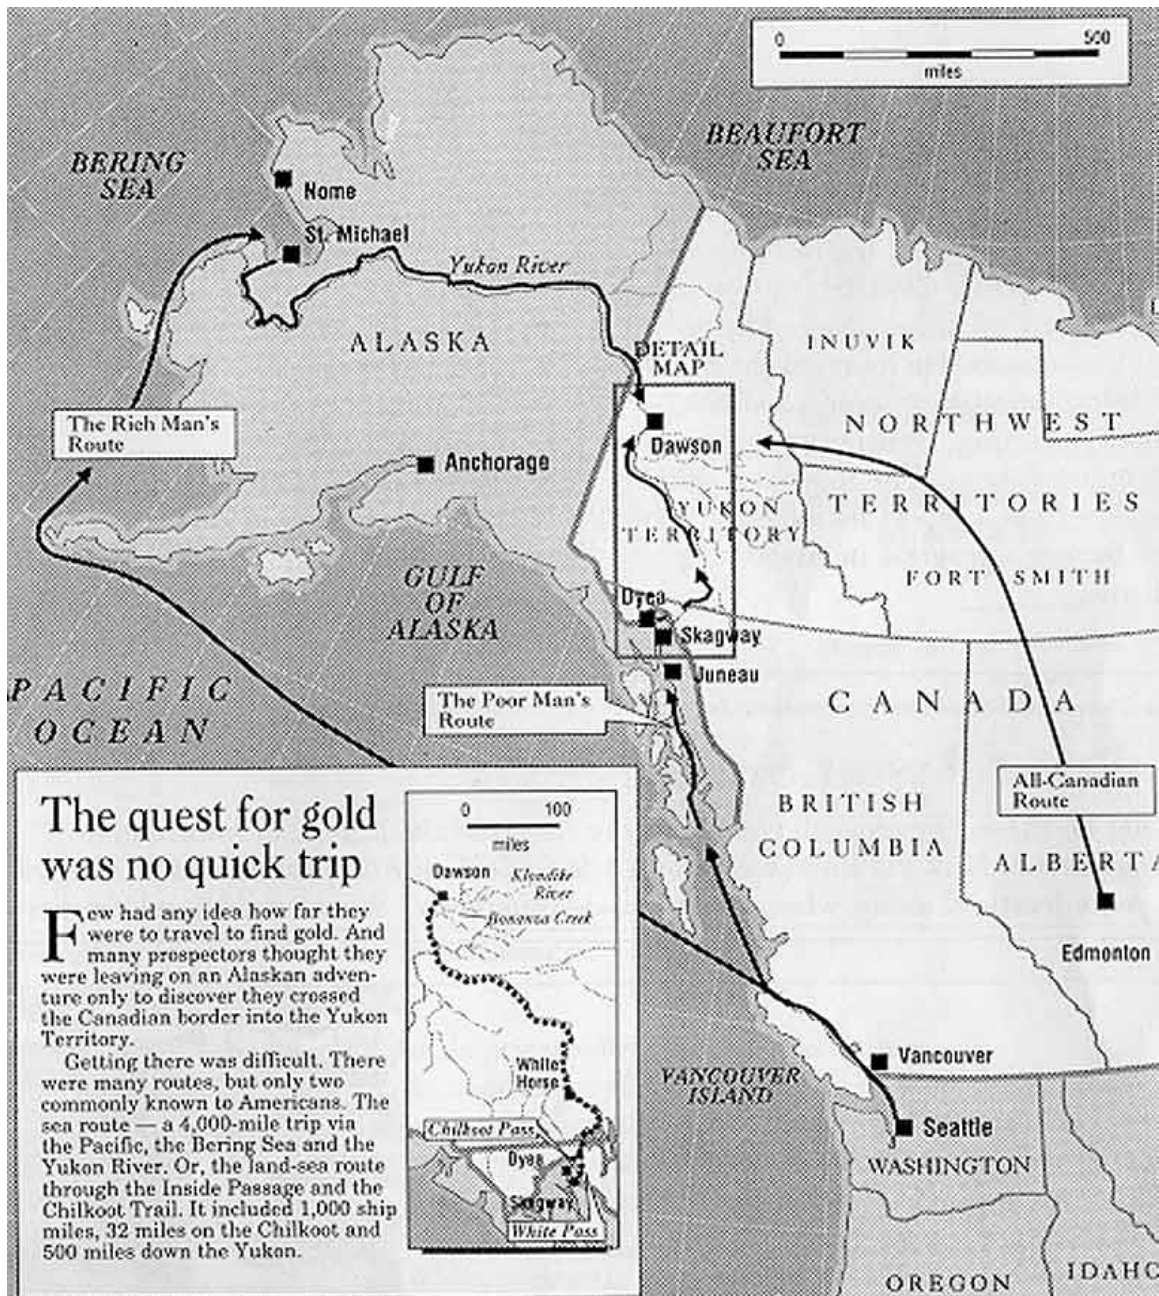 0 500
miles
BEAUFORT
SEA
BERING
SEA
Nome
St. Michael
Yukon River
ALASKA
INUVIK
DETAIL
MAP
The Rich Man's
Route
NORTHWEST
Dawson
Anchorage
YUKON
TERRITORY
TERRITORIES
GULF
OF
ALASKA
FORT SMITH
Dyea
Skagway
Juneau
PACIFIC
OCEAN
The Poor Man's
Route
CANADA
All-Canadian
Route
BRITISH
COLUMBIA
ALBERTA
Edmonton
VANCOUVER
ISLAND
Vancouver
Seattle
WASHINGTON
OREGON
IDAHO
The quest for gold
was no quick trip
Few had any idea how far they
were to travel to find gold. And
many prospectors thought they
were leaving on an Alaskan adven-
ture only to discover they crossed
the Canadian border into the Yukon
Territory.
Getting there was difficult. There
were many routes, but only two
commonly known to Americans. The
sea route — a 4,000-mile trip via
the Pacific, the Bering Sea and the
Yukon River. Or, the land-sea route
through the Inside Passage and the
Chilkoot Trail. It included 1,000 ship
miles, 32 miles on the Chilkoot and
500 miles down the Yukon.
0 100
miles
Dawson
Klondike
River
Bonanza Creek
White
Horse
Chilkoot Pass
Dyea
Skagway
White Pass